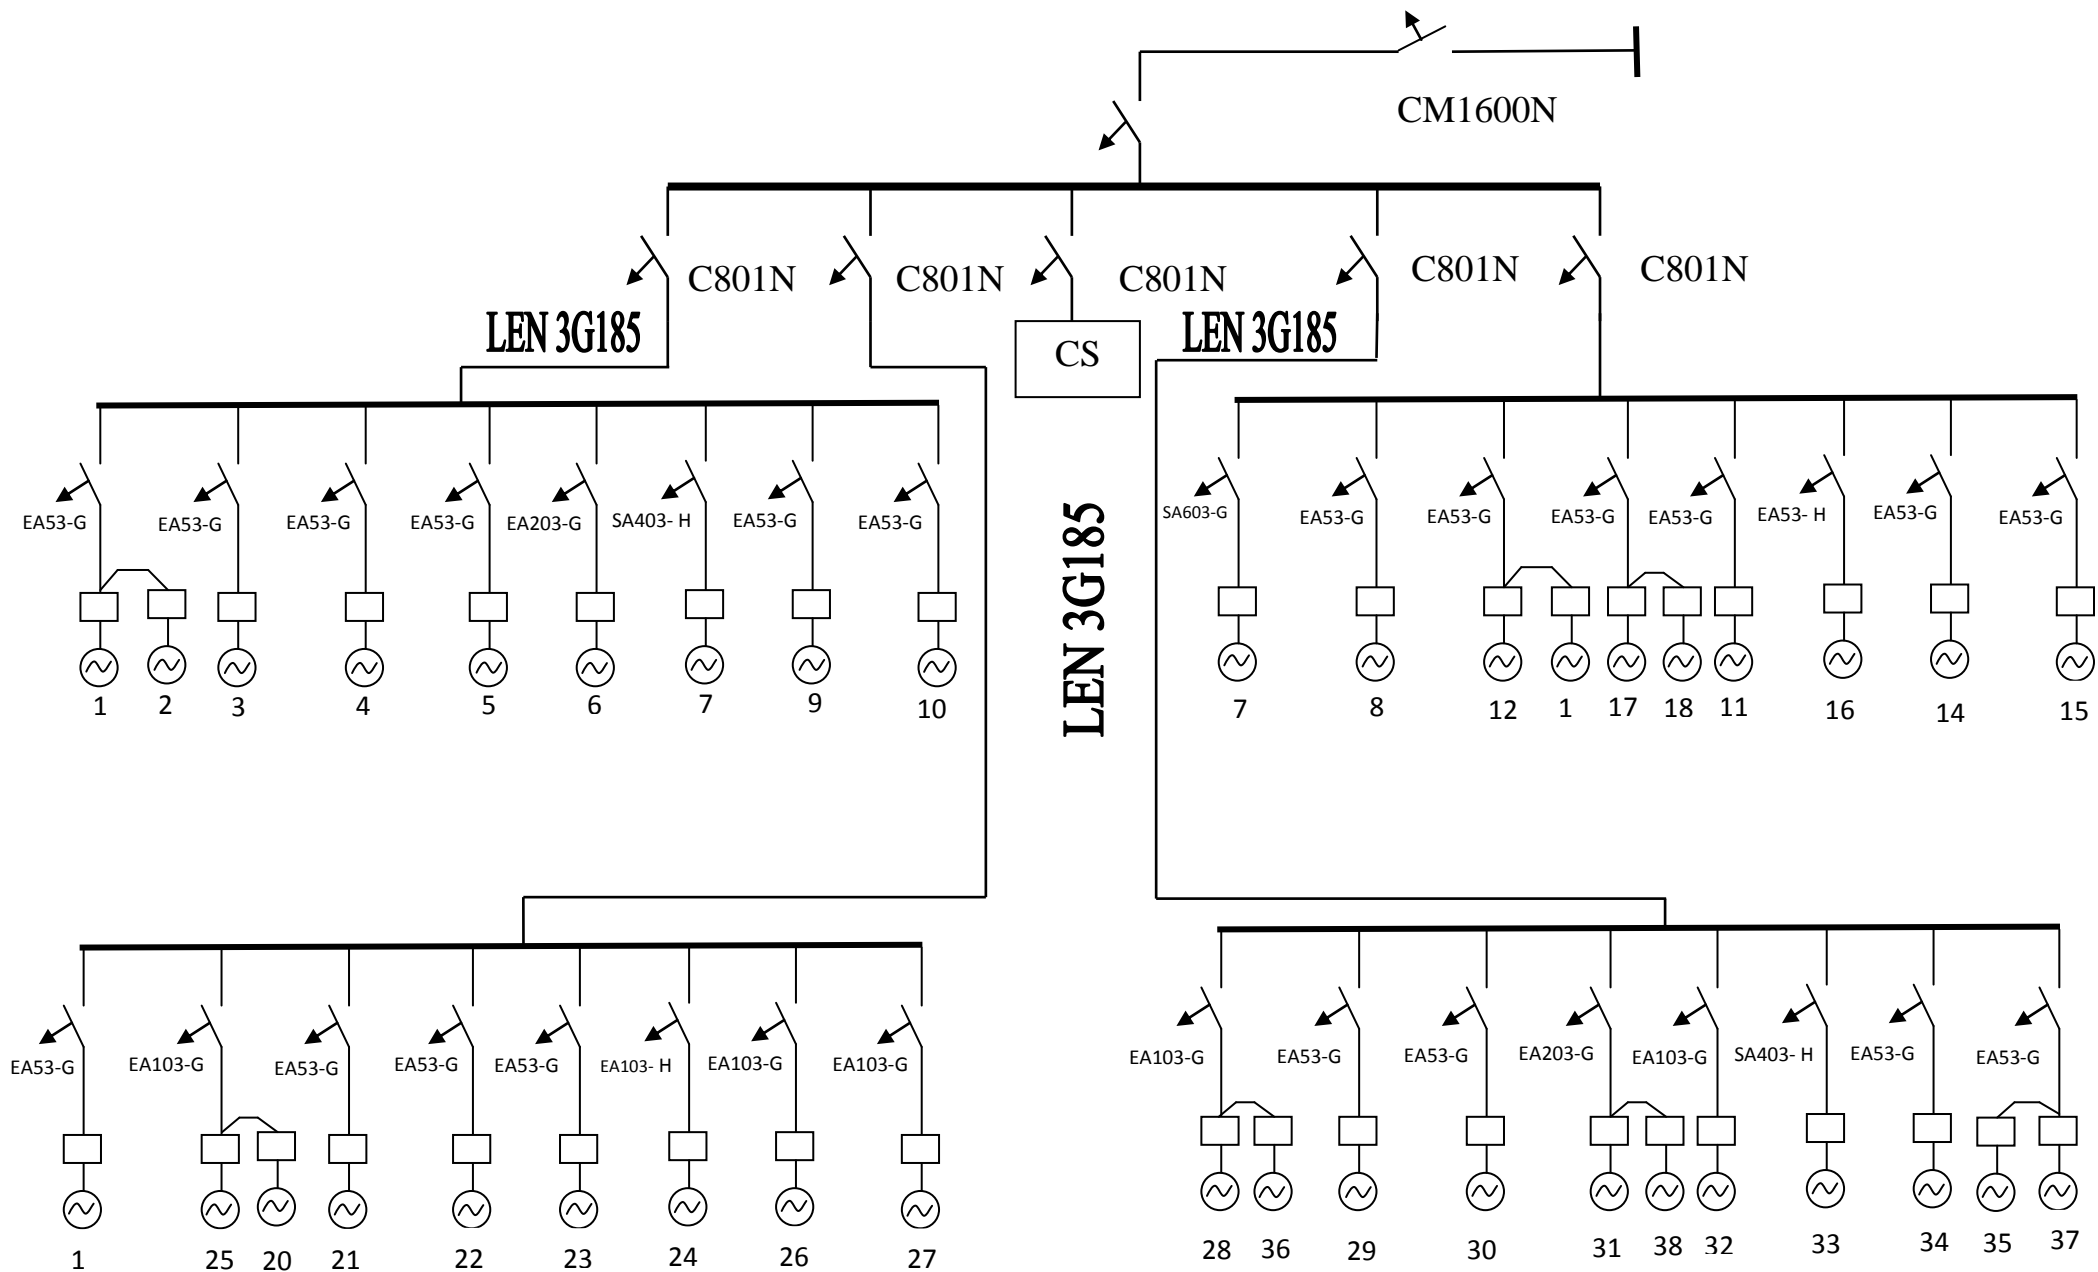 CM1600N
C801N C801N C801N C801N C801N
LEN 3G185 LEN 3G185
CS
EA53-G EA53-G EA53-G EA53-G EA203-G SA403- H EA53-G EA53-G
SA603-G EA53-G EA53-G EA53-G EA53-G EA53- H EA53-G EA53-G
LEN 3G185
1 2 3 4 5 6 7 9 10
7 8 12 1 17 18 11 16 14 15
EA53-G EA103-G EA53-G EA53-G EA53-G EA103- H EA103-G EA103-G
EA103-G EA53-G EA53-G EA203-G EA103-G SA403- H EA53-G EA53-G
1 25 20 21 22 23 24 26 27
28 36 29 30 31 38 32 33 34 35 37